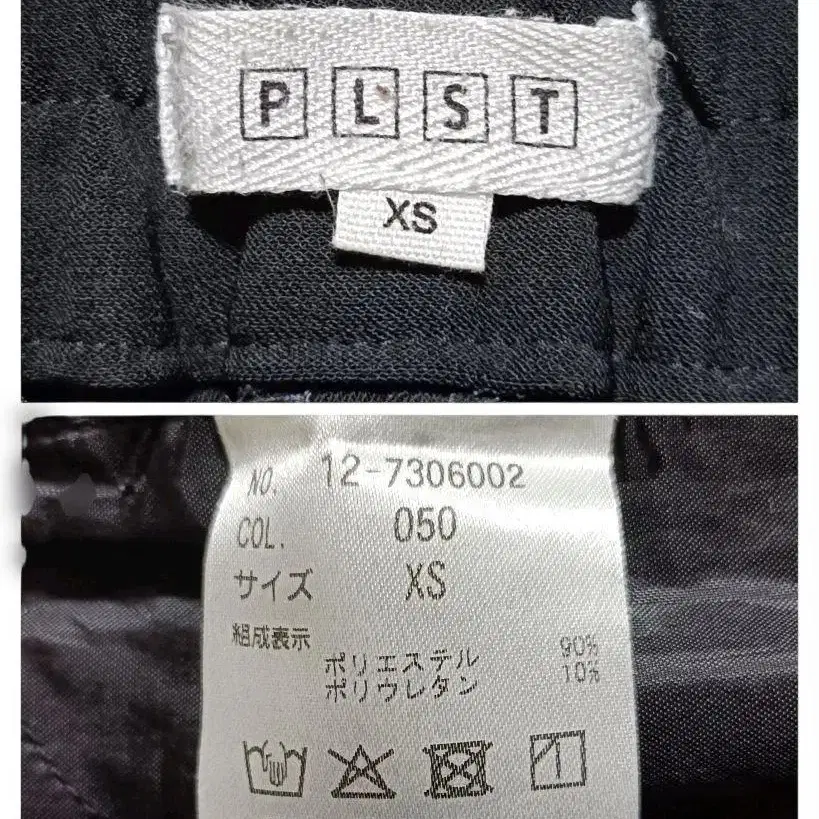 PLST
XS
NO. 12-7306002
COL. 050
サイズ XS
組成表示
ポリエステル 90%
ポリウレタン 10%